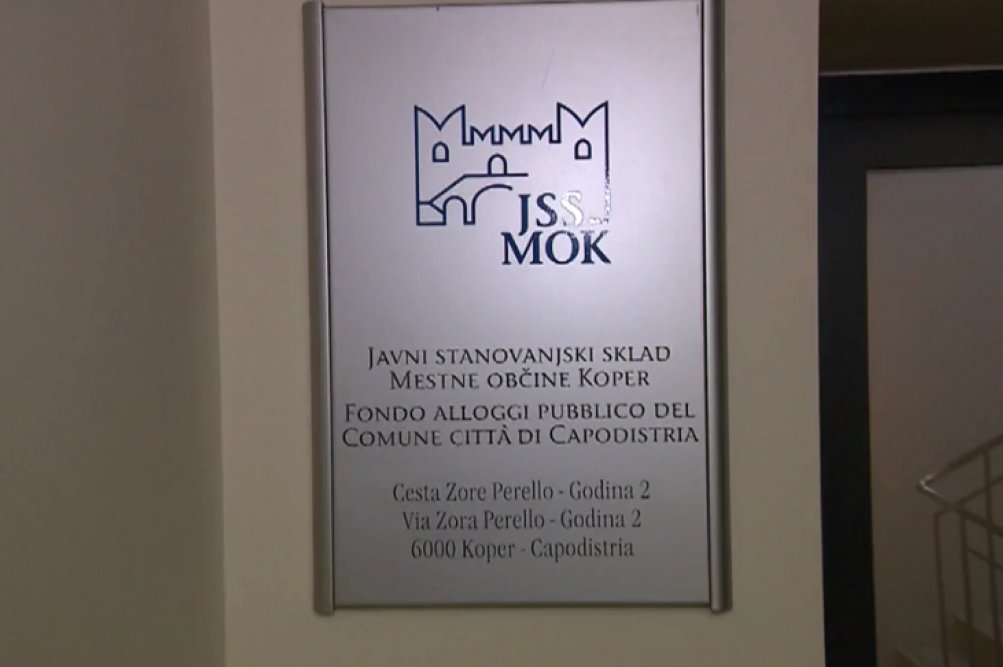 JSS
MOK
JAVNI STANOVANJSKI SKLAD
MESTNE OBČINE KOPER
FONDO ALLOGGI PUBBLICO DEL
COMUNE CITTÀ DI CAPODISTRIA
Cesta Zore Perello - Godina 2
Via Zora Perello - Godina 2
6000 Koper - Capodistria